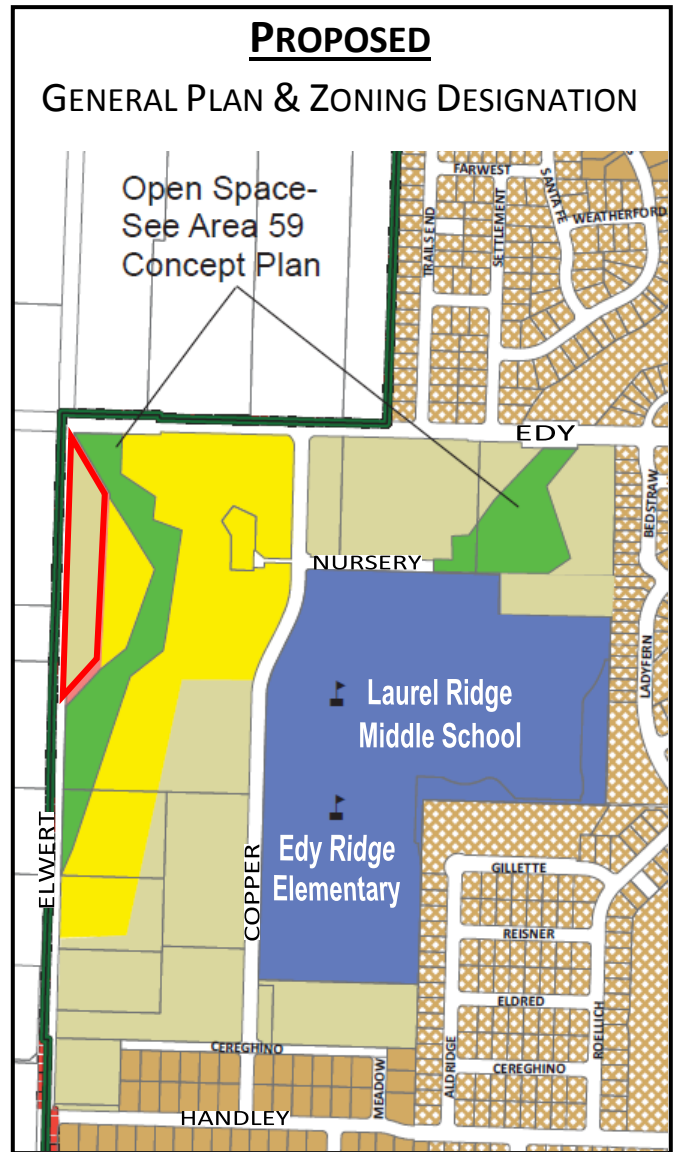 PROPOSED
GENERAL PLAN & ZONING DESIGNATION
Open Space-
See Area 59
Concept Plan
FARWEST
SANTA FE
WEATHERFORD
TRAILS END
SETTLEMENT
EDY
BEDSTRAW
NURSERY
LADYFERN
Laurel Ridge
Middle School
ELWERT
COPPER
Edy Ridge
Elementary
GILLETTE
REISNER
ELDRED
ROELLICH
ALDRIDGE
CEREGHINO
MEADOW
CEREGHINO
HANDLEY